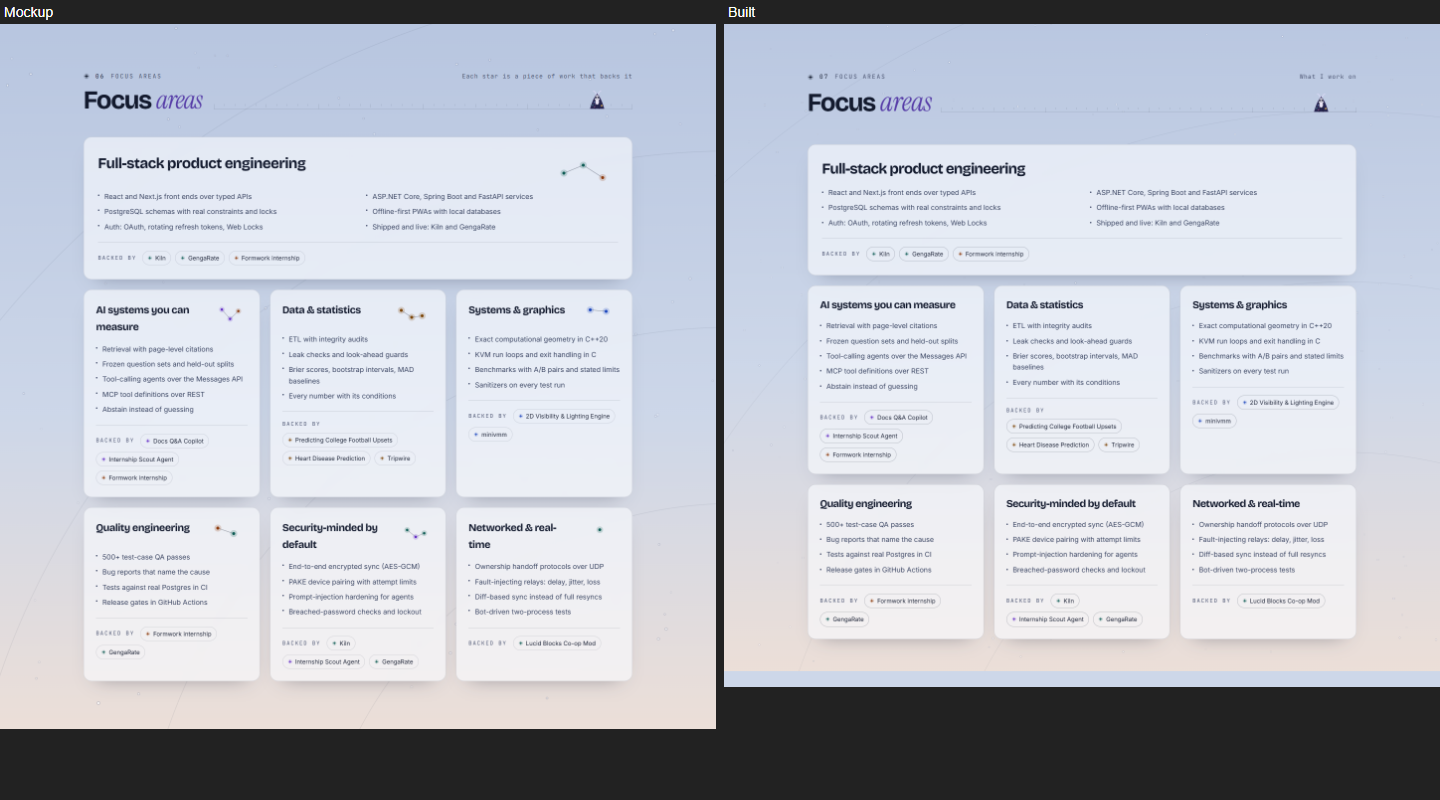 Mockup
06 FOCUS AREAS
Each star is a piece of work that backs it
Focus areas
Full-stack product engineering
React and Next.js front ends over typed APIs
PostgreSQL schemas with real constraints and locks
Auth: OAuth, rotating refresh tokens, Web Locks
ASP.NET Core, Spring Boot and FastAPI services
Offline-first PWAs with local databases
Shipped and live: Kiln and GengaRate
BACKED BY Kiln GengaRate Formwork internship
AI systems you can
measure
Retrieval with page-level citations
Frozen question sets and held-out splits
Tool-calling agents over the Messages API
MCP tool definitions over REST
Abstain instead of guessing
BACKED BY Docs Q&A Copilot
Internship Scout Agent
Formwork internship
Data & statistics
ETL with integrity audits
Leak checks and look-ahead guards
Brier scores, bootstrap intervals, MAD
baselines
Every number with its conditions
BACKED BY
Predicting College Football Upsets
Heart Disease Prediction Tripwire
Systems & graphics
Exact computational geometry in C++20
KVM run loops and exit handling in C
Benchmarks with A/B pairs and stated limits
Sanitizers on every test run
BACKED BY 2D Visibility & Lighting Engine
minivmm
Quality engineering
500+ test-case QA passes
Bug reports that name the cause
Tests against real Postgres in CI
Release gates in GitHub Actions
BACKED BY Formwork internship
GengaRate
Security-minded by
default
End-to-end encrypted sync (AES-GCM)
PAKE device pairing with attempt limits
Prompt-injection hardening for agents
Breached-password checks and lockout
BACKED BY Kiln
Internship Scout Agent GengaRate
Networked & real-
time
Ownership handoff protocols over UDP
Fault-injecting relays: delay, jitter, loss
Diff-based sync instead of full resyncs
Bot-driven two-process tests
BACKED BY Lucid Blocks Co-op Mod
Built
07 FOCUS AREAS
What I work on
Focus areas
Full-stack product engineering
React and Next.js front ends over typed APIs
PostgreSQL schemas with real constraints and locks
Auth: OAuth, rotating refresh tokens, Web Locks
ASP.NET Core, Spring Boot and FastAPI services
Offline-first PWAs with local databases
Shipped and live: Kiln and GengaRate
BACKED BY Kiln GengaRate Formwork internship
AI systems you can measure
Retrieval with page-level citations
Frozen question sets and held-out splits
Tool-calling agents over the Messages API
MCP tool definitions over REST
Abstain instead of guessing
BACKED BY Docs Q&A Copilot
Internship Scout Agent
Formwork internship
Data & statistics
ETL with integrity audits
Leak checks and look-ahead guards
Brier scores, bootstrap intervals, MAD
baselines
Every number with its conditions
BACKED BY
Predicting College Football Upsets
Heart Disease Prediction Tripwire
Systems & graphics
Exact computational geometry in C++20
KVM run loops and exit handling in C
Benchmarks with A/B pairs and stated limits
Sanitizers on every test run
BACKED BY 2D Visibility & Lighting Engine
minivmm
Quality engineering
500+ test-case QA passes
Bug reports that name the cause
Tests against real Postgres in CI
Release gates in GitHub Actions
BACKED BY Formwork internship
GengaRate
Security-minded by default
End-to-end encrypted sync (AES-GCM)
PAKE device pairing with attempt limits
Prompt-injection hardening for agents
Breached-password checks and lockout
BACKED BY Kiln
Internship Scout Agent GengaRate
Networked & real-time
Ownership handoff protocols over UDP
Fault-injecting relays: delay, jitter, loss
Diff-based sync instead of full resyncs
Bot-driven two-process tests
BACKED BY Lucid Blocks Co-op Mod